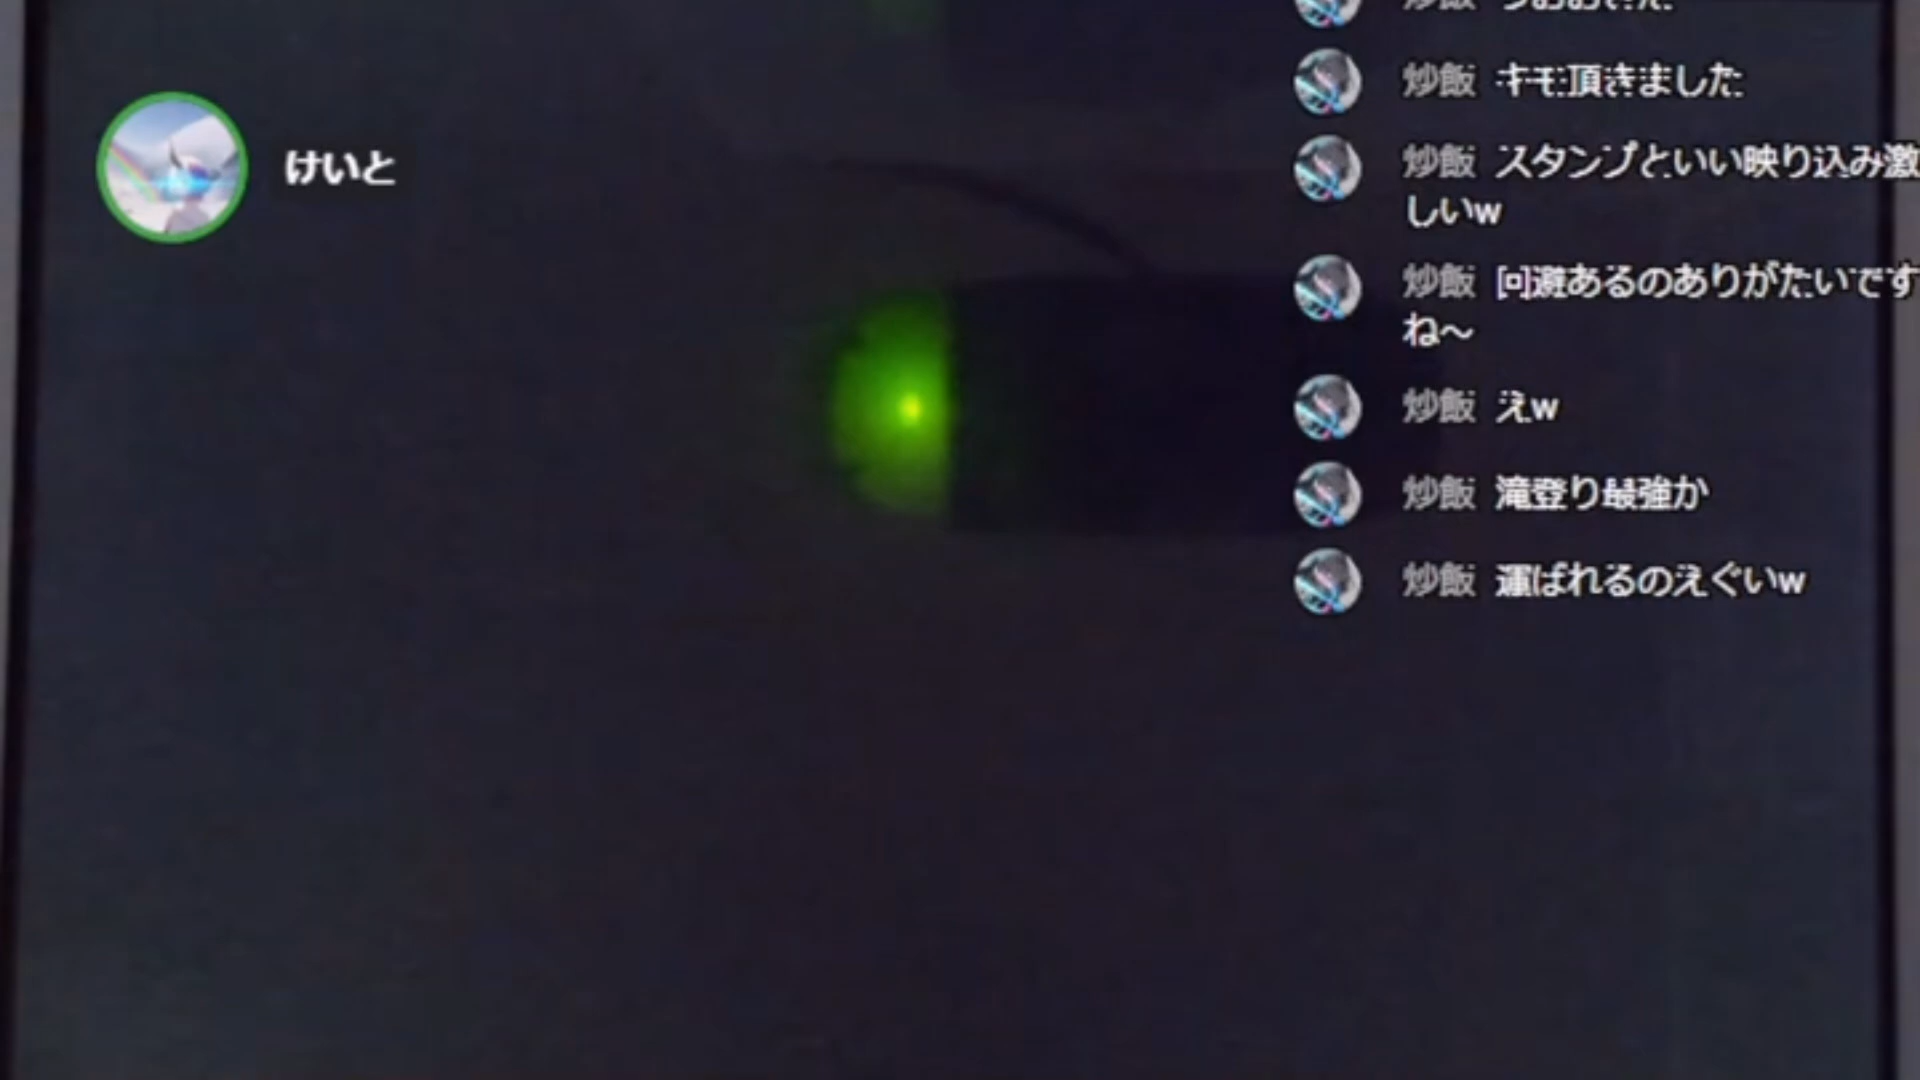 けいと
炒飯 キモ頂きました
炒飯 スタンプといい映り込み激
しいw
炒飯 回避あるのありがたいです
ね～
炒飯 えw
炒飯 滝登り最強か
炒飯 運ばれるのえぐいw